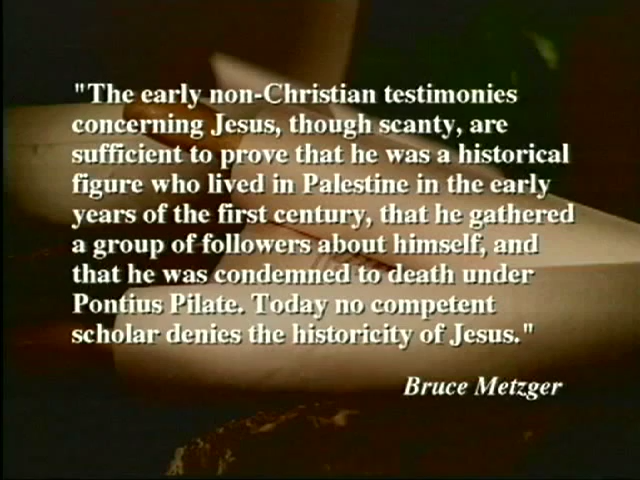 "The early non-Christian testimonies
concerning Jesus, though scanty, are
sufficient to prove that he was a historical
figure who lived in Palestine in the early
years of the first century, that he gathered
a group of followers about himself, and
that he was condemned to death under
Pontius Pilate. Today no competent
scholar denies the historicity of Jesus."
Bruce Metzger